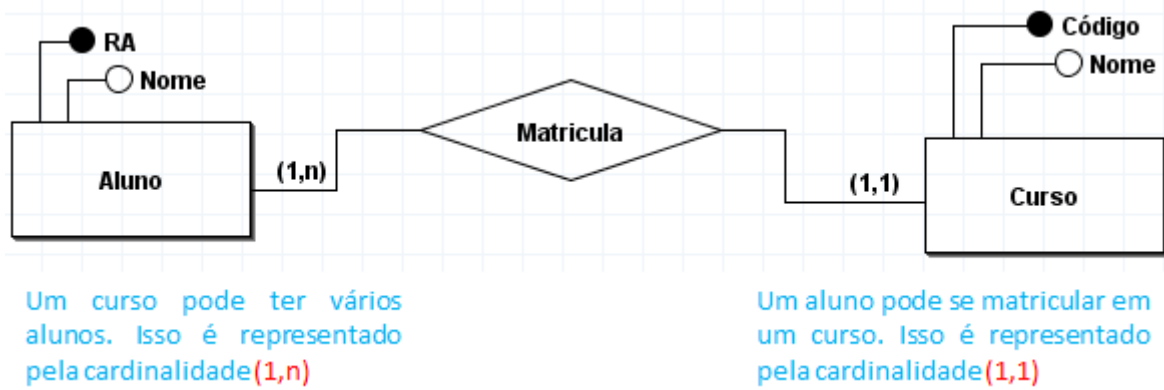 RA
Nome
Aluno
(1,n)
Matricula
(1,1)
Código
Nome
Curso
Um curso pode ter vários
alunos. Isso é representado
pela cardinalidade(1,n)
Um aluno pode se matricular em
um curso. Isso é representado
pela cardinalidade(1,1)